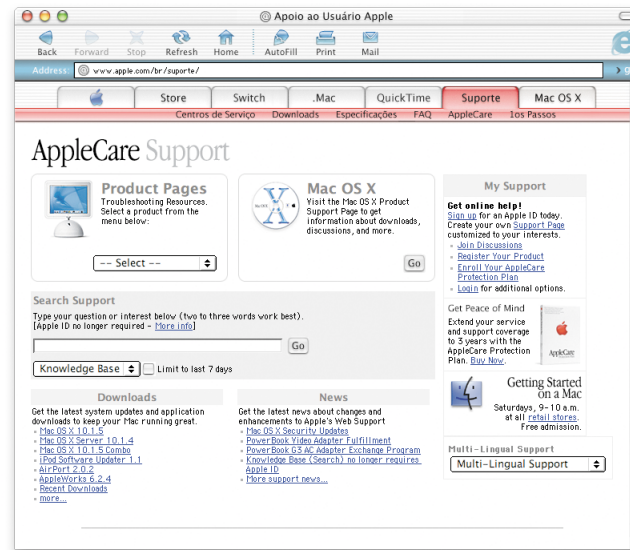 Apoio ao Usuário Apple
Back Forward Stop Refresh Home AutoFill Print Mail
Address: www.apple.com/br/suporte/
Store Switch .Mac QuickTime Suporte Mac OS X
Centros de Serviço Downloads Especificações FAQ AppleCare 1os Passos
AppleCare Support
Product Pages
Troubleshooting Resources.
Select a product from the
menu below:
-- Select --
Mac OS X
Visit the Mac OS X Product
Support Page to get
information about downloads,
discussions, and more.
Go
My Support
Get online help!
Sign up for an Apple ID today.
Create your own Support Page
customized to your interests.
Join Discussions
Register Your Product
Enroll Your AppleCare
Protection Plan
Login for additional options.
Search Support
Type your question or interest below (two to three words work best).
[Apple ID no longer required - More info]
Go
Knowledge Base Limit to last 7 days
Get Peace of Mind
Extend your service
and support coverage
to 3 years with the
AppleCare Protection
Plan. Buy Now.
AppleCare
Getting Started
on a Mac
Saturdays, 9-10 a.m.
at all retail stores.
Free admission.
Downloads
Get the latest system updates and application
downloads to keep your Mac running great.
Mac OS X 10.1.5
Mac OS X Server 10.1.4
Mac OS X 10.1.5 Combo
iPod Software Updater 1.1
AirPort 2.0.2
AppleWorks 6.2.4
Recent Downloads
more...
News
Get the latest news about changes and
enhancements to Apple's Web Support
Mac OS X Security Updates
PowerBook Video Adapter Fulfillment
PowerBook G3 AC Adapter Exchange Program
Knowledge Base (Search) no longer requires
Apple ID
More support news...
Multi-Lingual Support
Multi-Lingual Support